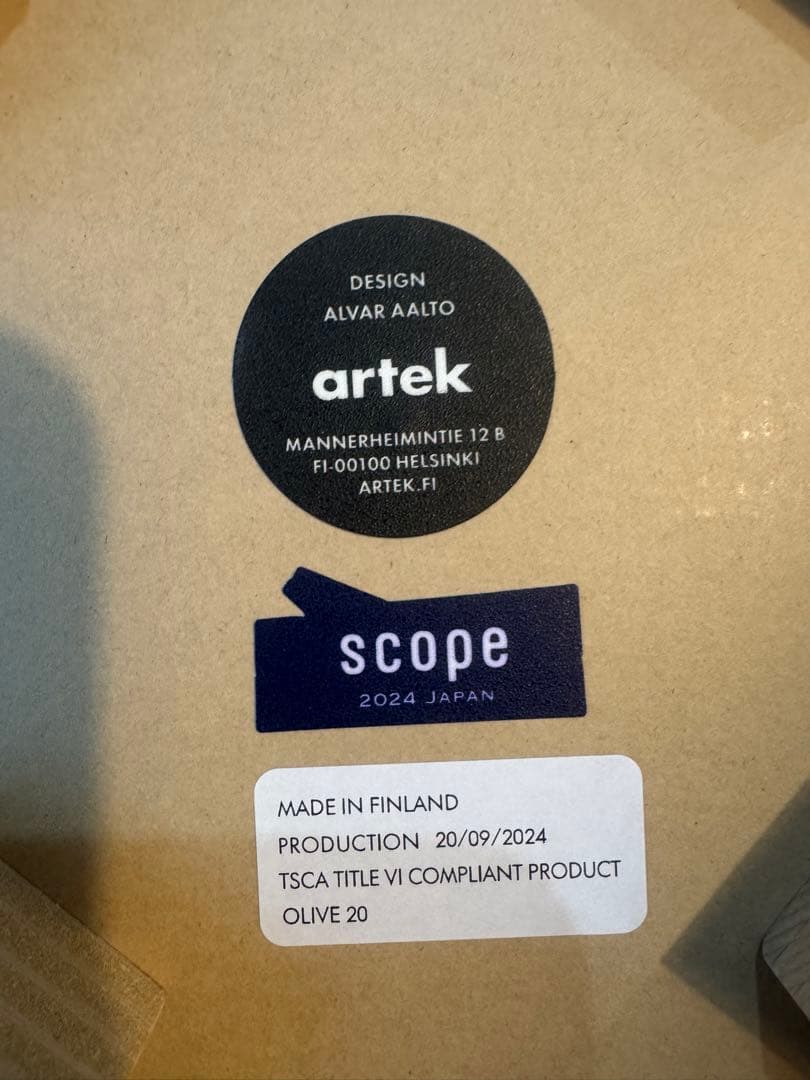 DESIGN
ALVAR AALTO
artek
MANNERHEIMINTIE 12 B
FI-00100 HELSINKI
ARTEK.FI
scope
2024 JAPAN
MADE IN FINLAND
PRODUCTION 20/09/2024
TSCA TITLE VI COMPLIANT PRODUCT
OLIVE 20